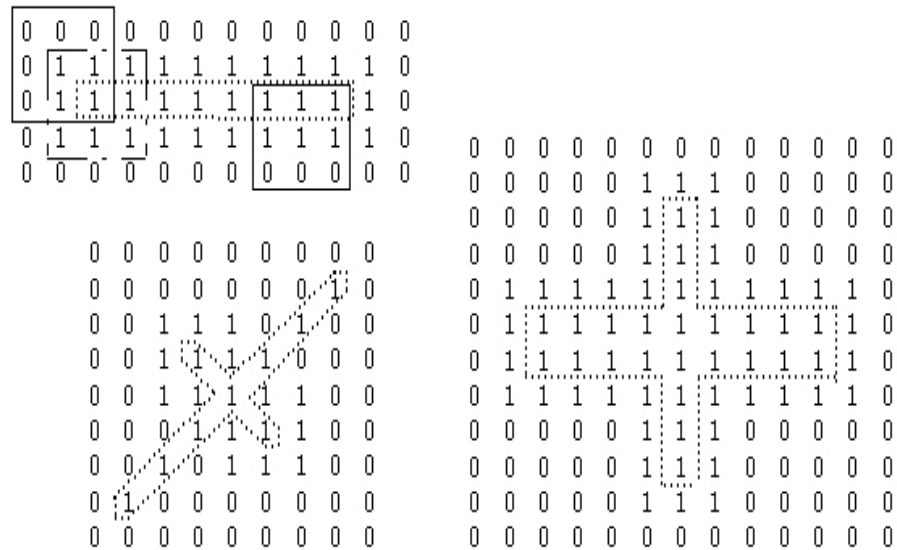 0 0 0 0 0 0 0 0 0 0 0 0
0 1 1 1 1 1 1 1 1 1 1 0
0 1 1 1 1 1 1 1 1 1 1 0
0 1 1 1 1 1 1 1 1 1 1 0
0 0 0 0 0 0 0 0 0 0 0 0
0 0 0 0 0 0 0 0 0
0 0 0 0 0 0 0 1 0
0 0 1 1 1 0 1 0 0
0 0 1 1 1 1 0 0 0
0 0 1 1 1 1 1 0 0
0 0 0 1 1 1 1 0 0
0 0 1 0 1 1 1 0 0
0 1 0 0 0 0 0 0 0
0 0 0 0 0 0 0 0 0
0 0 0 0 0 0 0 0 0 0 0 0 0
0 0 0 0 0 1 1 1 0 0 0 0 0
0 0 0 0 0 1 1 1 0 0 0 0 0
0 0 0 0 0 1 1 1 0 0 0 0 0
0 1 1 1 1 1 1 1 1 1 1 1 0
0 1 1 1 1 1 1 1 1 1 1 1 0
0 1 1 1 1 1 1 1 1 1 1 1 0
0 1 1 1 1 1 1 1 1 1 1 1 0
0 0 0 0 0 1 1 1 0 0 0 0 0
0 0 0 0 0 1 1 1 0 0 0 0 0
0 0 0 0 0 1 1 1 0 0 0 0 0
0 0 0 0 0 0 0 0 0 0 0 0 0